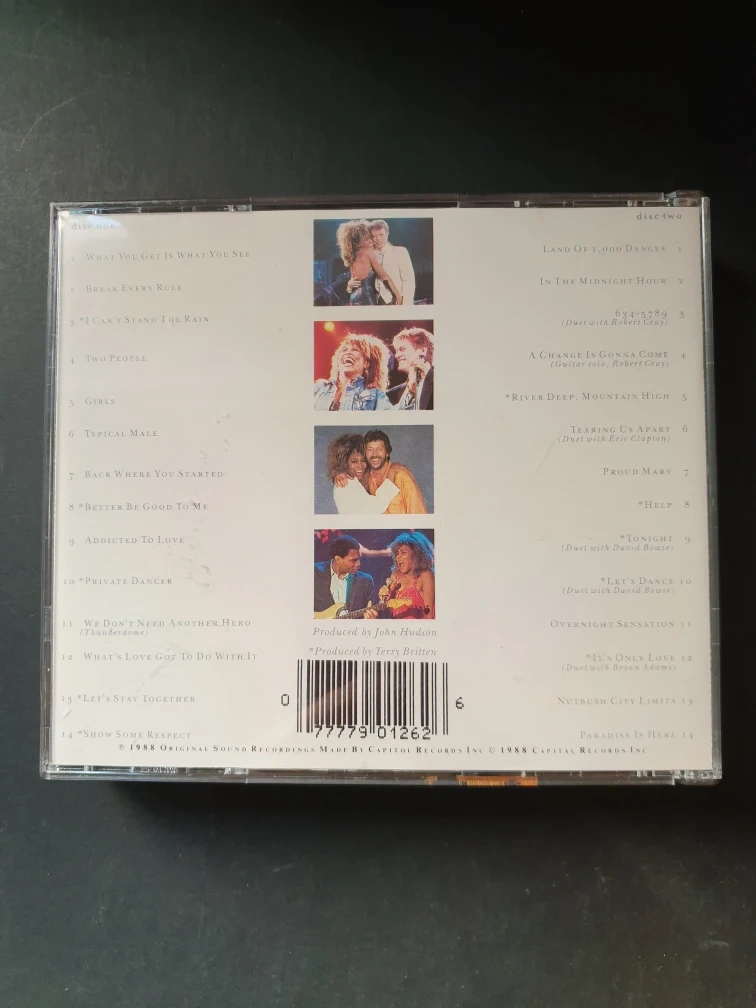 disc one
1 What You Get Is What You See
2 Break Every Rule
3 *I Can't Stand The Rain
4 Two People
5 Girls
6 Typical Male
7 Back Where You Started
8 *Better Be Good To Me
9 Addicted To Love
10 *Private Dancer
11 We Don't Need Another Hero
(Thunderdome)
12 What's Love Got To Do With It
13 *Let's Stay Together
14 *Show Some Respect
disc two
Land Of 1,000 Dances 1
In The Midnight Hour 2
634-5789 3
(Duet with Robert Cray)
A Change Is Gonna Come 4
(Guitar solo, Robert Cray)
*River Deep, Mountain High 5
Tearing Us Apart 6
(Duet with Eric Clapton)
Proud Mary 7
*Help 8
*Tonight 9
(Duet with David Bowie)
*Let's Dance 10
(Duet with David Bowie)
Overnight Sensation 11
*It's Only Love 12
(Duet with Bryan Adams)
Nutbush City Limits 13
Paradise Is Here 14
Produced by John Hudson
*Produced by Terry Britten
0 77779 01262 6
℗ 1988 Original Sound Recordings Made By Capitol Records Inc © 1988 Capital Records Inc